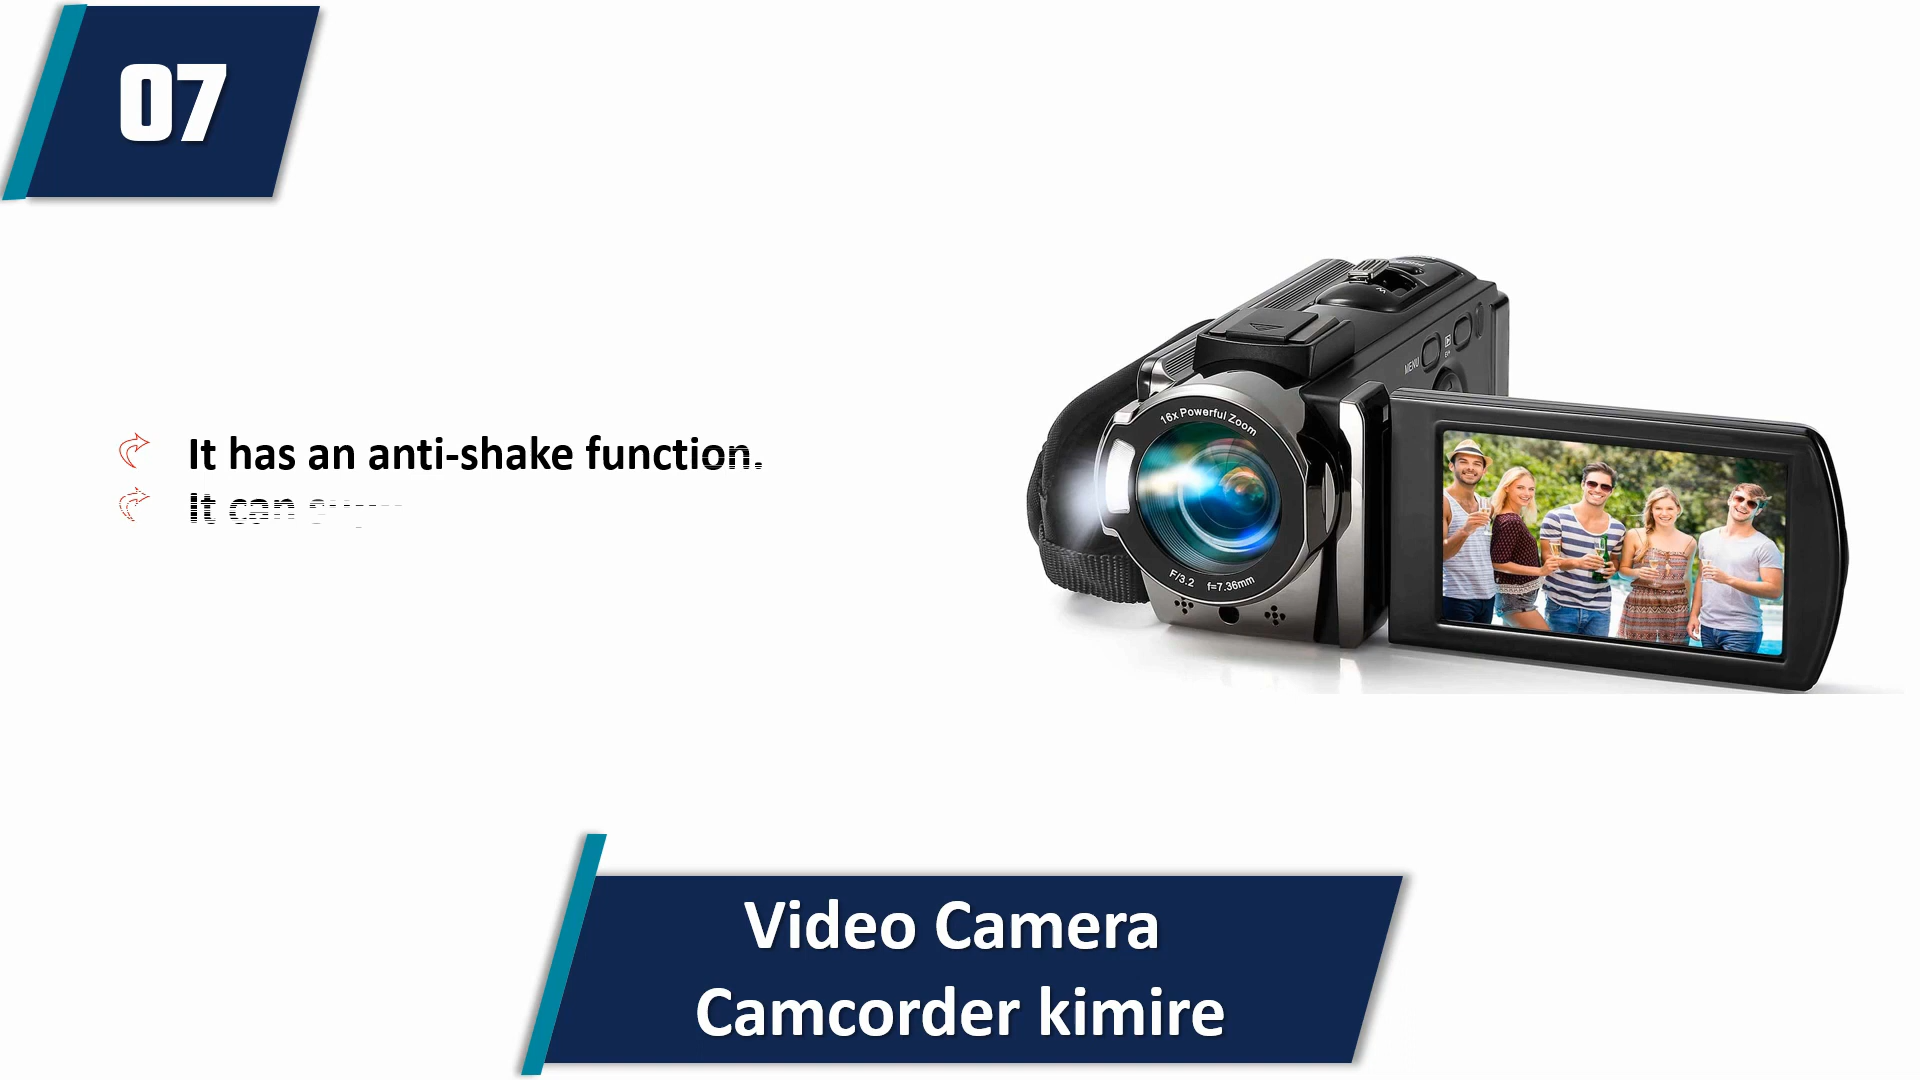 07
It has an anti-shake function.
It can
16x Powerful Zoom
MENU
F/3.2 f=7.36mm
Video Camera
Camcorder kimire